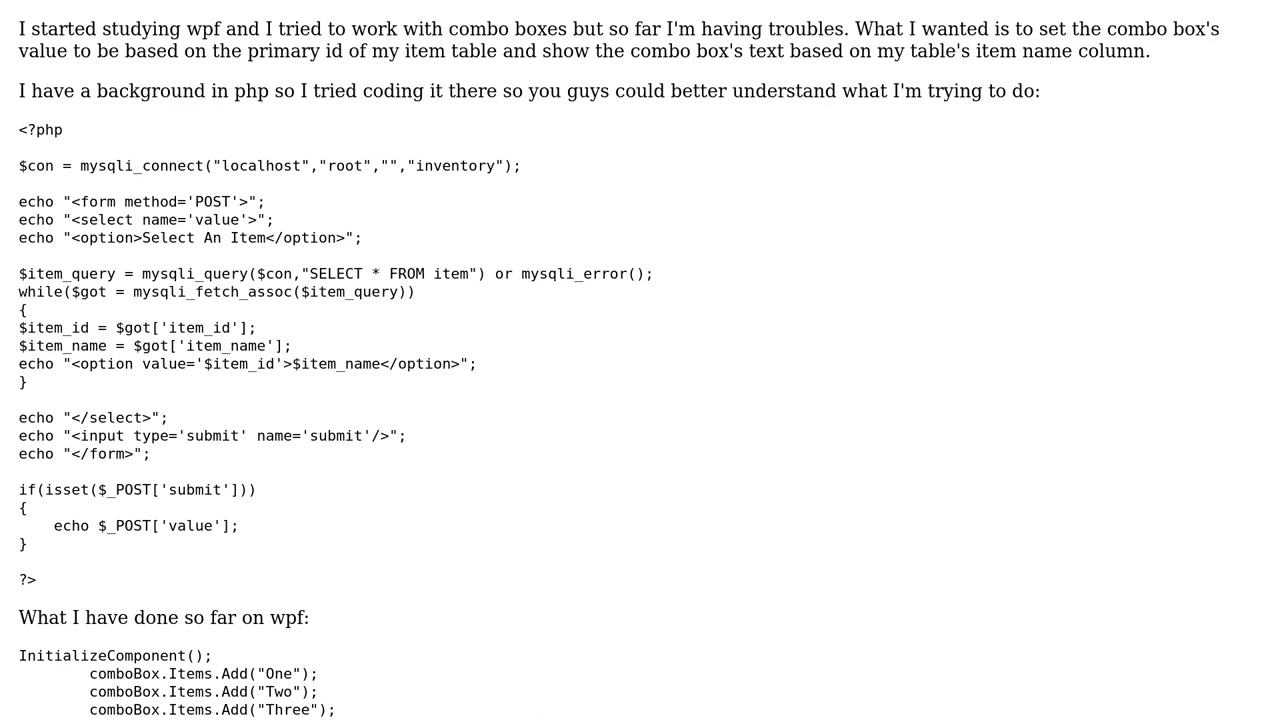 I started studying wpf and I tried to work with combo boxes but so far I'm having troubles. What I wanted is to set the combo box's
value to be based on the primary id of my item table and show the combo box's text based on my table's item name column.
I have a background in php so I tried coding it there so you guys could better understand what I'm trying to do:
<?php
$con = mysqli_connect("localhost","root","","inventory");
echo "<form method='POST'>";
echo "<select name='value'>";
echo "<option>Select An Item</option>";
$item_query = mysqli_query($con,"SELECT * FROM item") or mysqli_error();
while($got = mysqli_fetch_assoc($item_query))
{
$item_id = $got['item_id'];
$item_name = $got['item_name'];
echo "<option value='$item_id'>$item_name</option>";
}
echo "</select>";
echo "<input type='submit' name='submit'/>";
echo "</form>";
if(isset($_POST['submit']))
{
    echo $_POST['value'];
}
?>
What I have done so far on wpf:
InitializeComponent();
        comboBox.Items.Add("One");
        comboBox.Items.Add("Two");
        comboBox.Items.Add("Three");